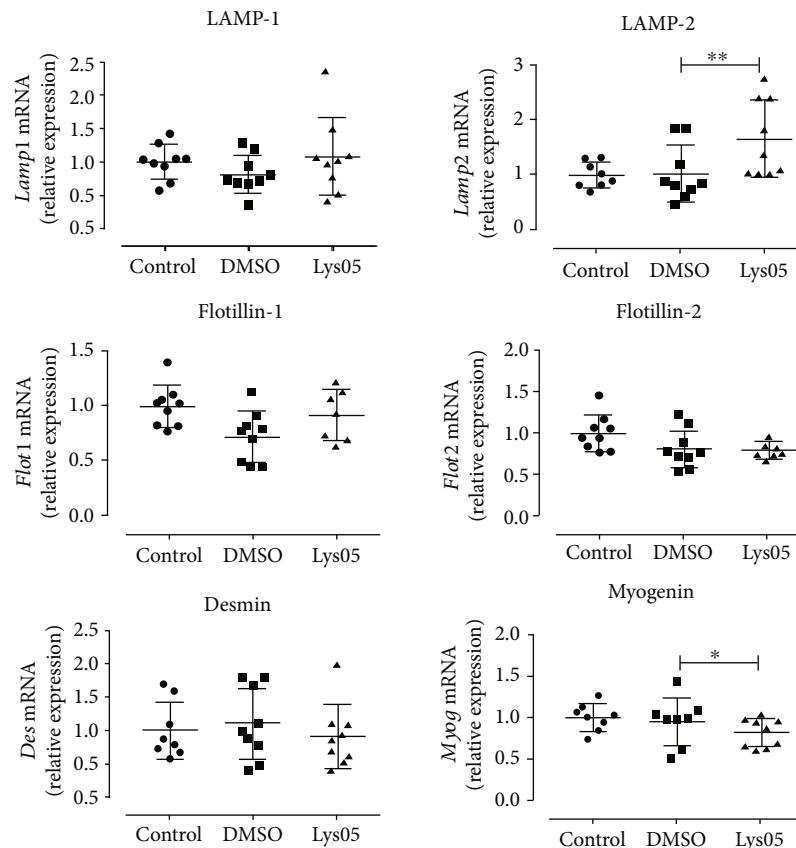 LAMP-1
Lamp1 mRNA
(relative expression)
2.5
2.0
1.5
1.0
0.5
0.5
Control DMSO Lys05
LAMP-2
Lamp2 mRNA
(relative expression)
3
2
1
0
**
Control DMSO Lys05
Flotillin-1
Flot1 mRNA
(relative expression)
1.5
1.0
0.5
0.0
Control DMSO Lys05
Flotillin-2
Flot2 mRNA
(relative expression)
2.0
1.5
1.0
0.5
0.0
Control DMSO Lys05
Desmin
Des mRNA
(relative expression)
2.5
2.0
1.5
1.0
0.5
0.5
Control DMSO Lys05
Myogenin
Myog mRNA
(relative expression)
2.0
1.5
1.0
0.5
0.0
*
Control DMSO Lys05